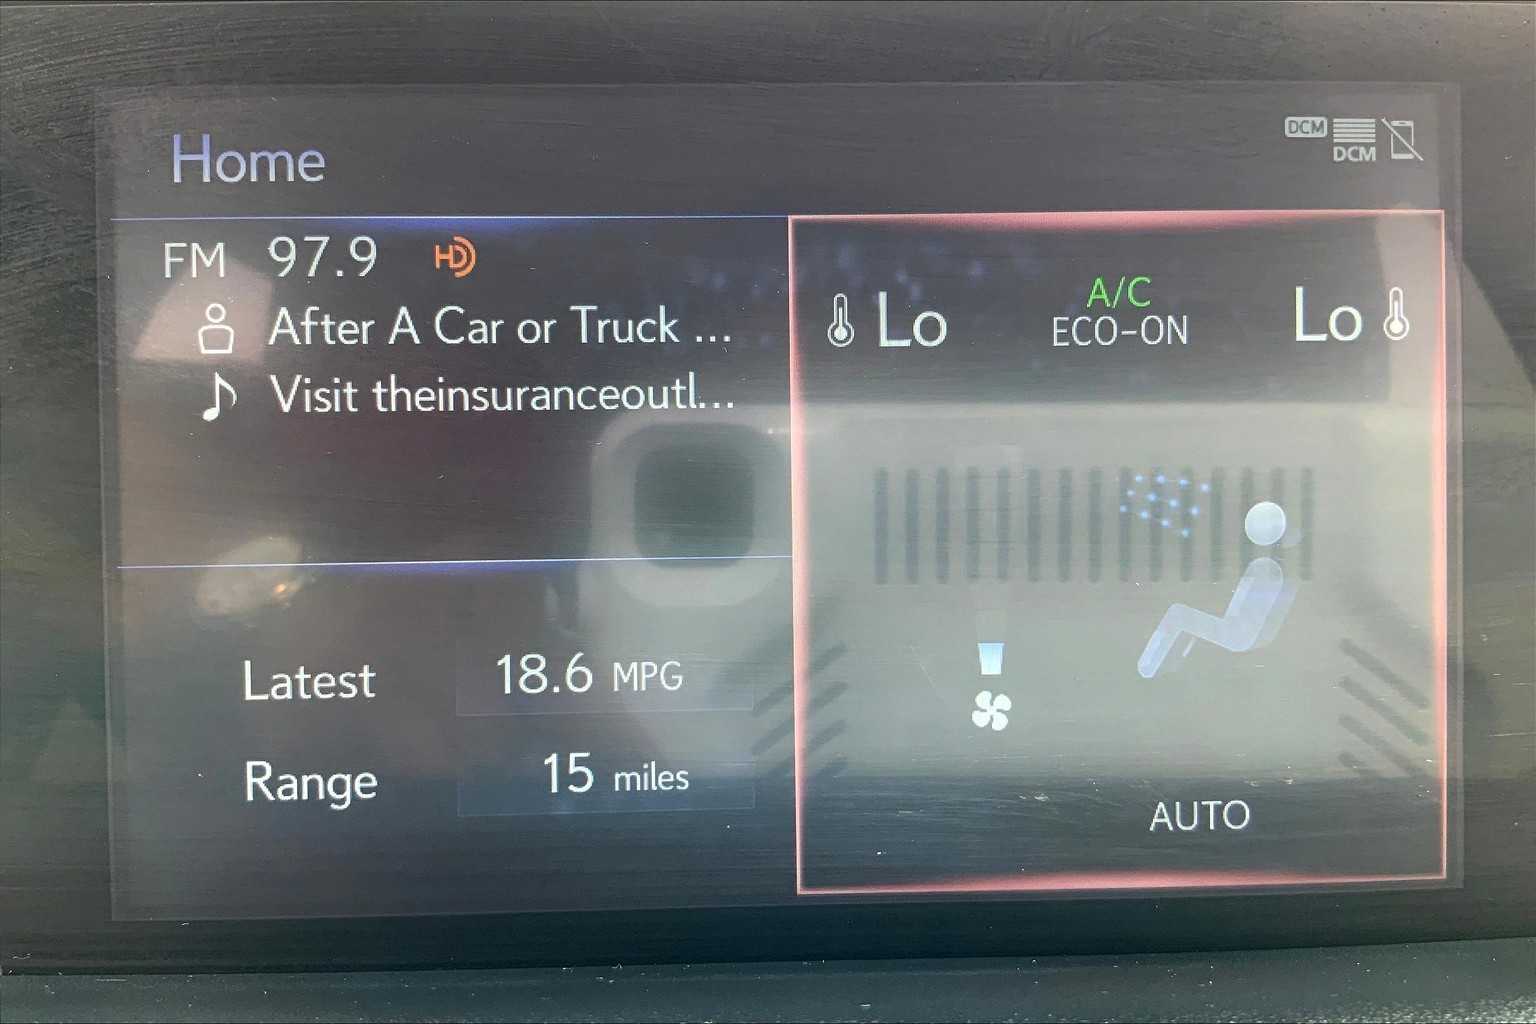 Home
DCM
DCM
FM 97.9 HD
After A Car or Truck ...
Visit theinsuranceoutl...
Latest 18.6 MPG
Range 15 miles
Lo A/C Lo
ECO-ON
AUTO